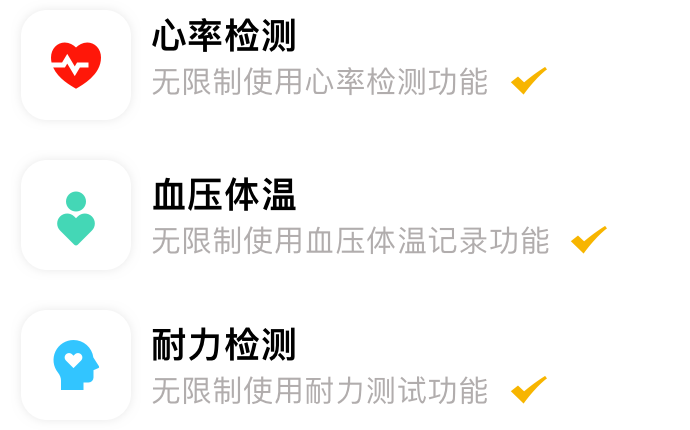 心率检测
无限制使用心率检测功能
血压体温
无限制使用血压体温记录功能
耐力检测
无限制使用耐力测试功能